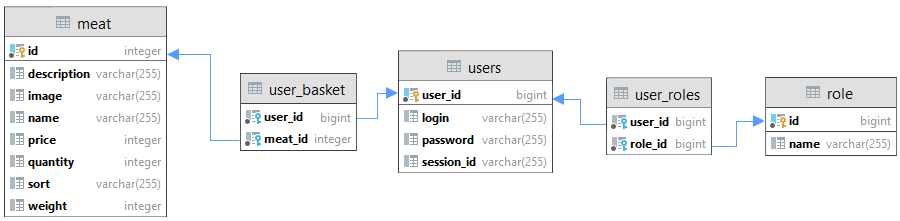 meat
id integer
description varchar(255)
image varchar(255)
name varchar(255)
price integer
quantity integer
sort varchar(255)
weight integer
user_basket
user_id bigint
meat_id integer
users
user_id bigint
login varchar(255)
password varchar(255)
session_id varchar(255)
user_roles
user_id bigint
role_id bigint
role
id bigint
name varchar(255)